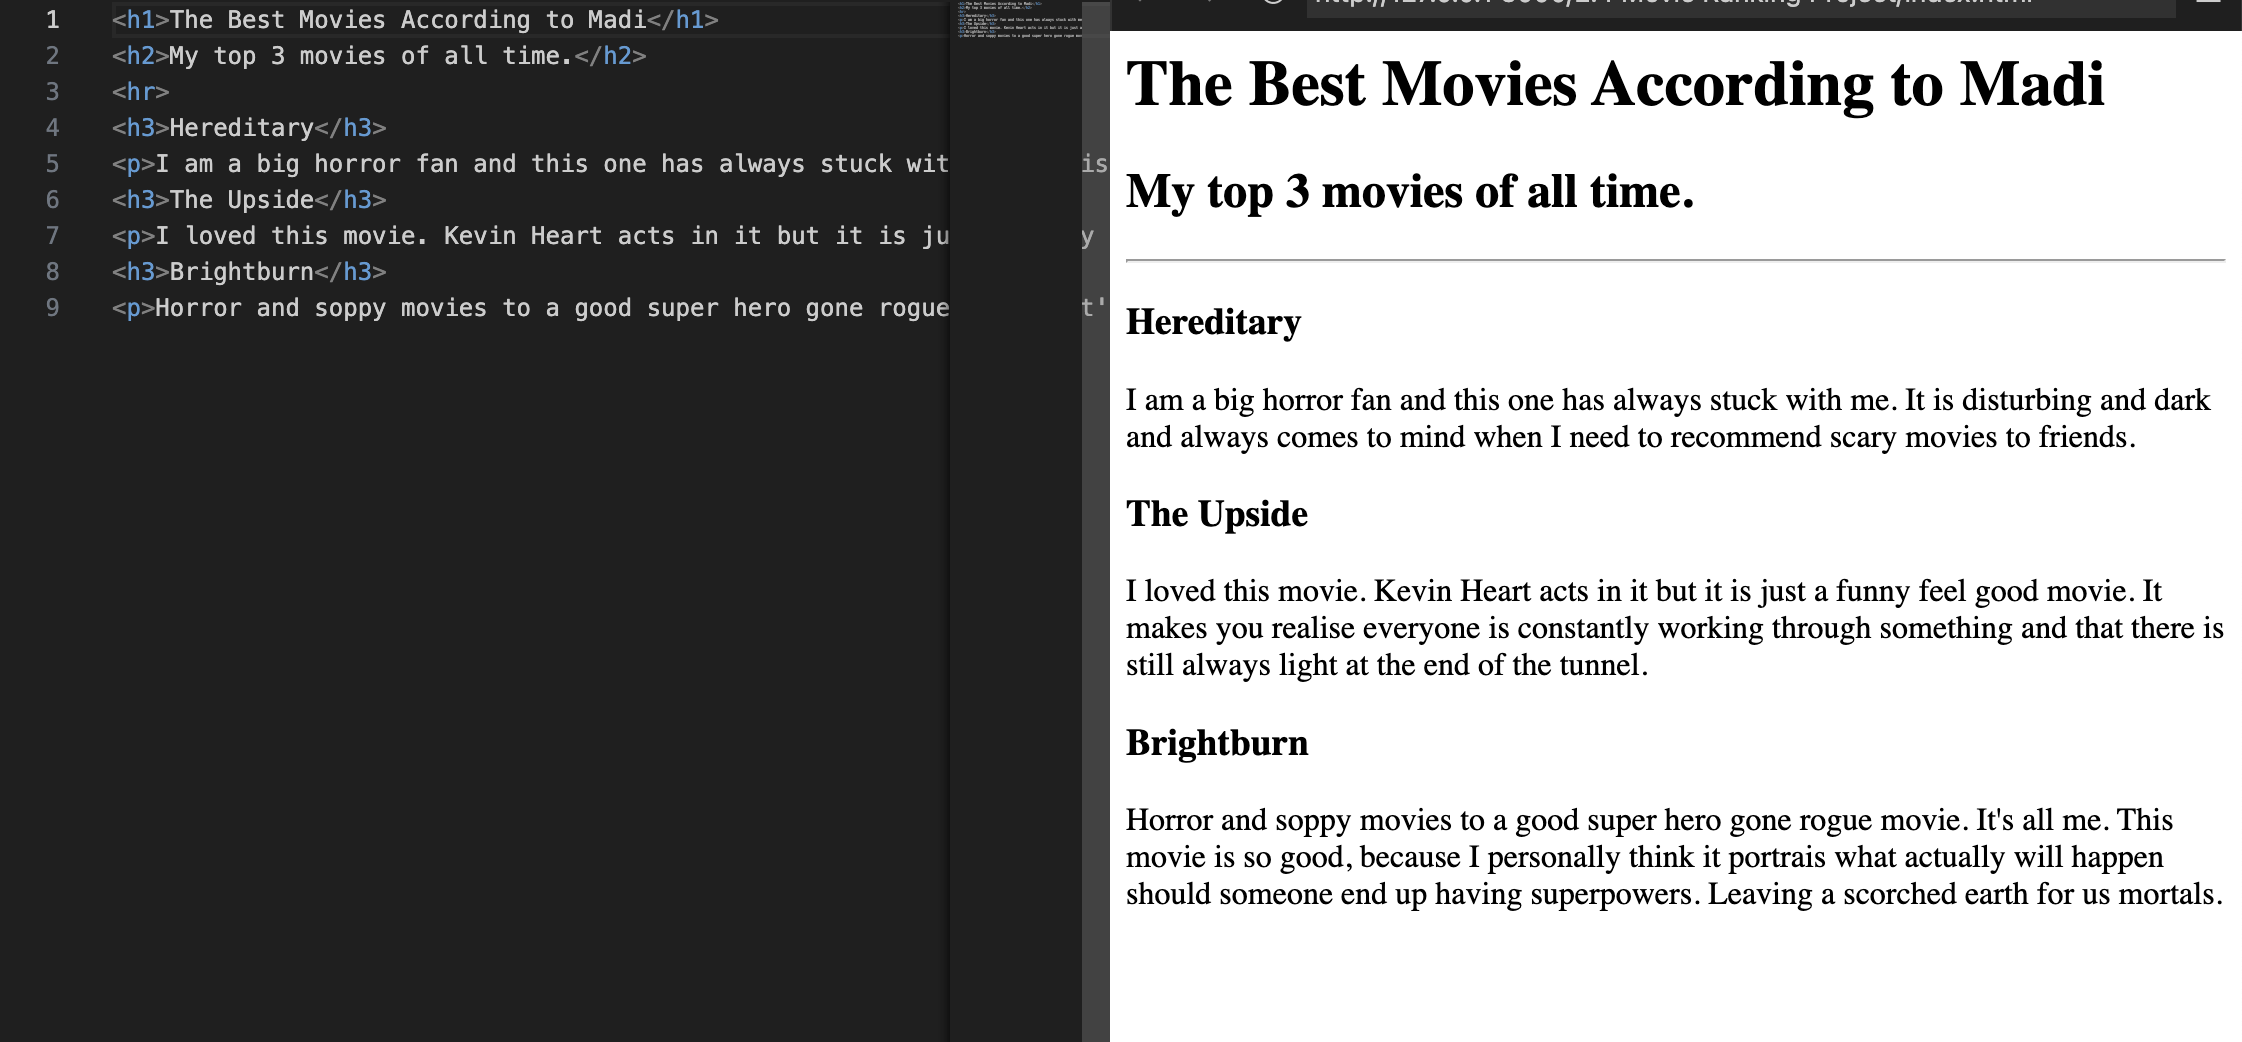 1 <h1>The Best Movies According to Madi</h1>
2 <h2>My top 3 movies of all time.</h2>
3 <hr>
4 <h3>Hereditary</h3>
5 <p>I am a big horror fan and this one has always stuck wit is
6 <h3>The Upside</h3>
7 <p>I loved this movie. Kevin Heart acts in it but it is ju y
8 <h3>Brightburn</h3>
9 <p>Horror and soppy movies to a good super hero gone rogue t'
The Best Movies According to Madi
My top 3 movies of all time.
Hereditary
I am a big horror fan and this one has always stuck with me. It is disturbing and dark
and always comes to mind when I need to recommend scary movies to friends.
The Upside
I loved this movie. Kevin Heart acts in it but it is just a funny feel good movie. It
makes you realise everyone is constantly working through something and that there is
still always light at the end of the tunnel.
Brightburn
Horror and soppy movies to a good super hero gone rogue movie. It's all me. This
movie is so good, because I personally think it portrais what actually will happen
should someone end up having superpowers. Leaving a scorched earth for us mortals.